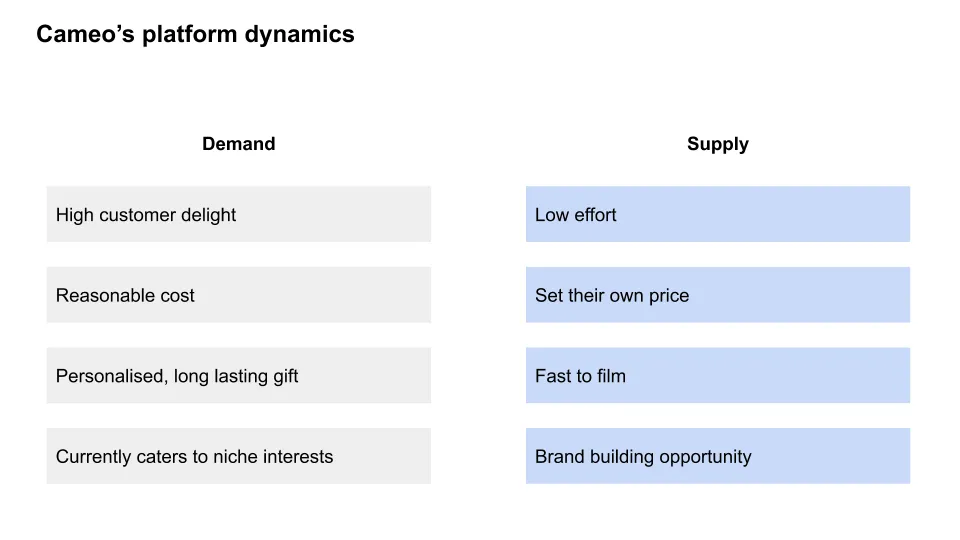 Cameo’s platform dynamics
Demand
Supply
High customer delight
Low effort
Reasonable cost
Set their own price
Personalised, long lasting gift
Fast to film
Currently caters to niche interests
Brand building opportunity